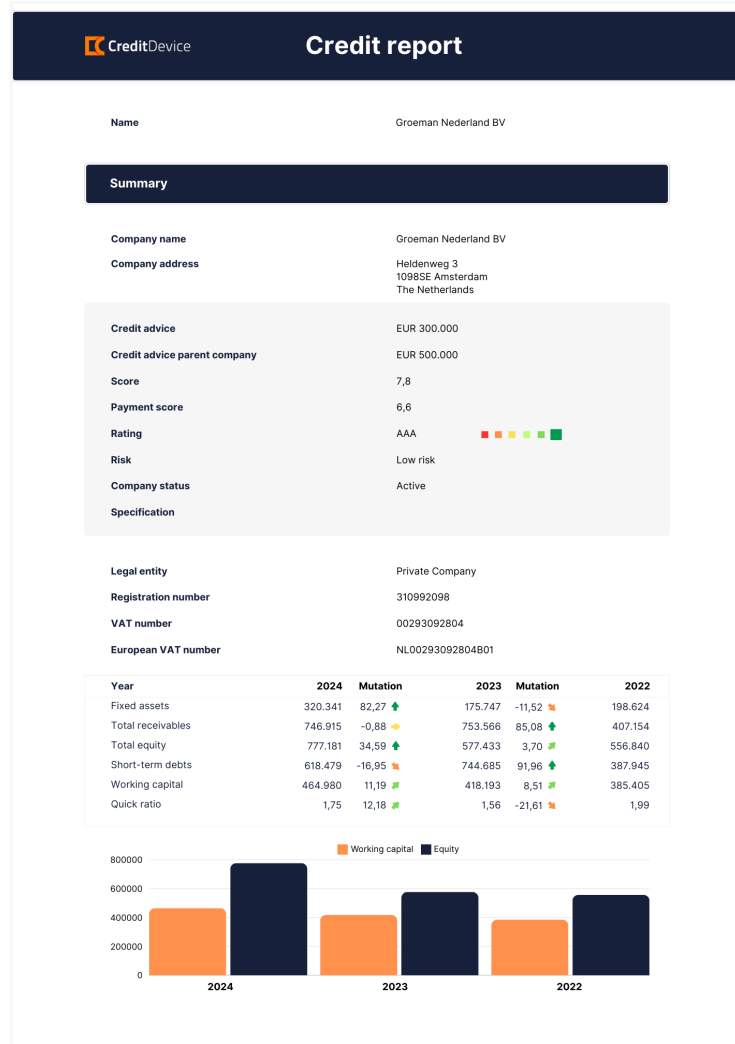 CreditDevice
Credit report
Name Groeman Nederland BV
Summary
Company name Groeman Nederland BV
Company address Heldenweg 3
1098SE Amsterdam
The Netherlands
Credit advice EUR 300.000
Credit advice parent company EUR 500.000
Score 7,8
Payment score 6,6
Rating AAA
Risk Low risk
Company status Active
Specification
Legal entity Private Company
Registration number 310992098
VAT number 00293092804
European VAT number NL00293092804B01
Year 2024 Mutation 2023 Mutation 2022
Fixed assets 320.341 82,27 175.747 -11,52 198.624
Total receivables 746.915 -0,88 753.566 85,08 407.154
Total equity 777.181 34,59 577.433 3,70 556.840
Short-term debts 618.479 -16,95 744.685 91,96 387.945
Working capital 464.980 11,19 418.193 8,51 385.405
Quick ratio 1,75 12,18 1,56 -21,61 1,99
Working capital Equity
800000
600000
400000
200000
0
2024 2023 2022